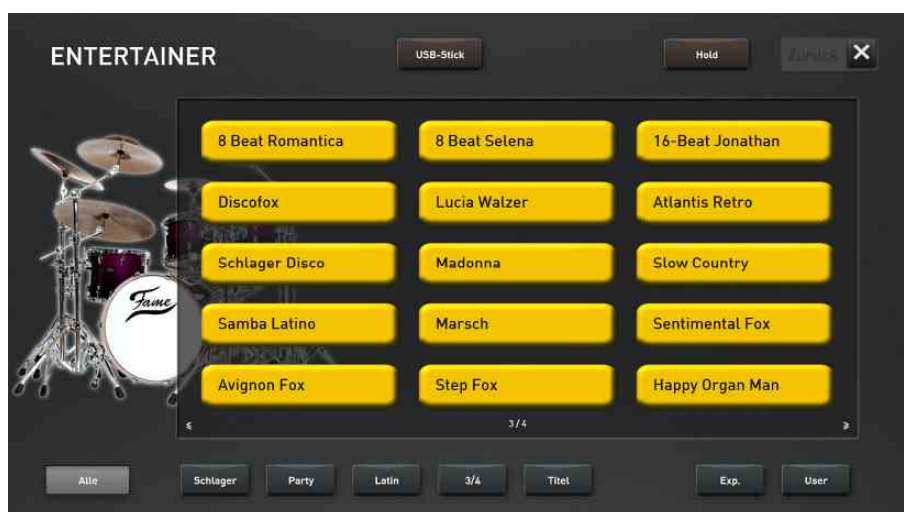 ENTERTAINER
USB-Stick
Hold
Zurück
8 Beat Romantica
8 Beat Selena
16-Beat Jonathan
Discofox
Lucia Walzer
Atlantis Retro
Schlager Disco
Madonna
Slow Country
Samba Latino
Marsch
Sentimental Fox
Avignon Fox
Step Fox
Happy Organ Man
3/4
Fame
Alle
Schlager
Party
Latin
3/4
Titel
Exp.
User